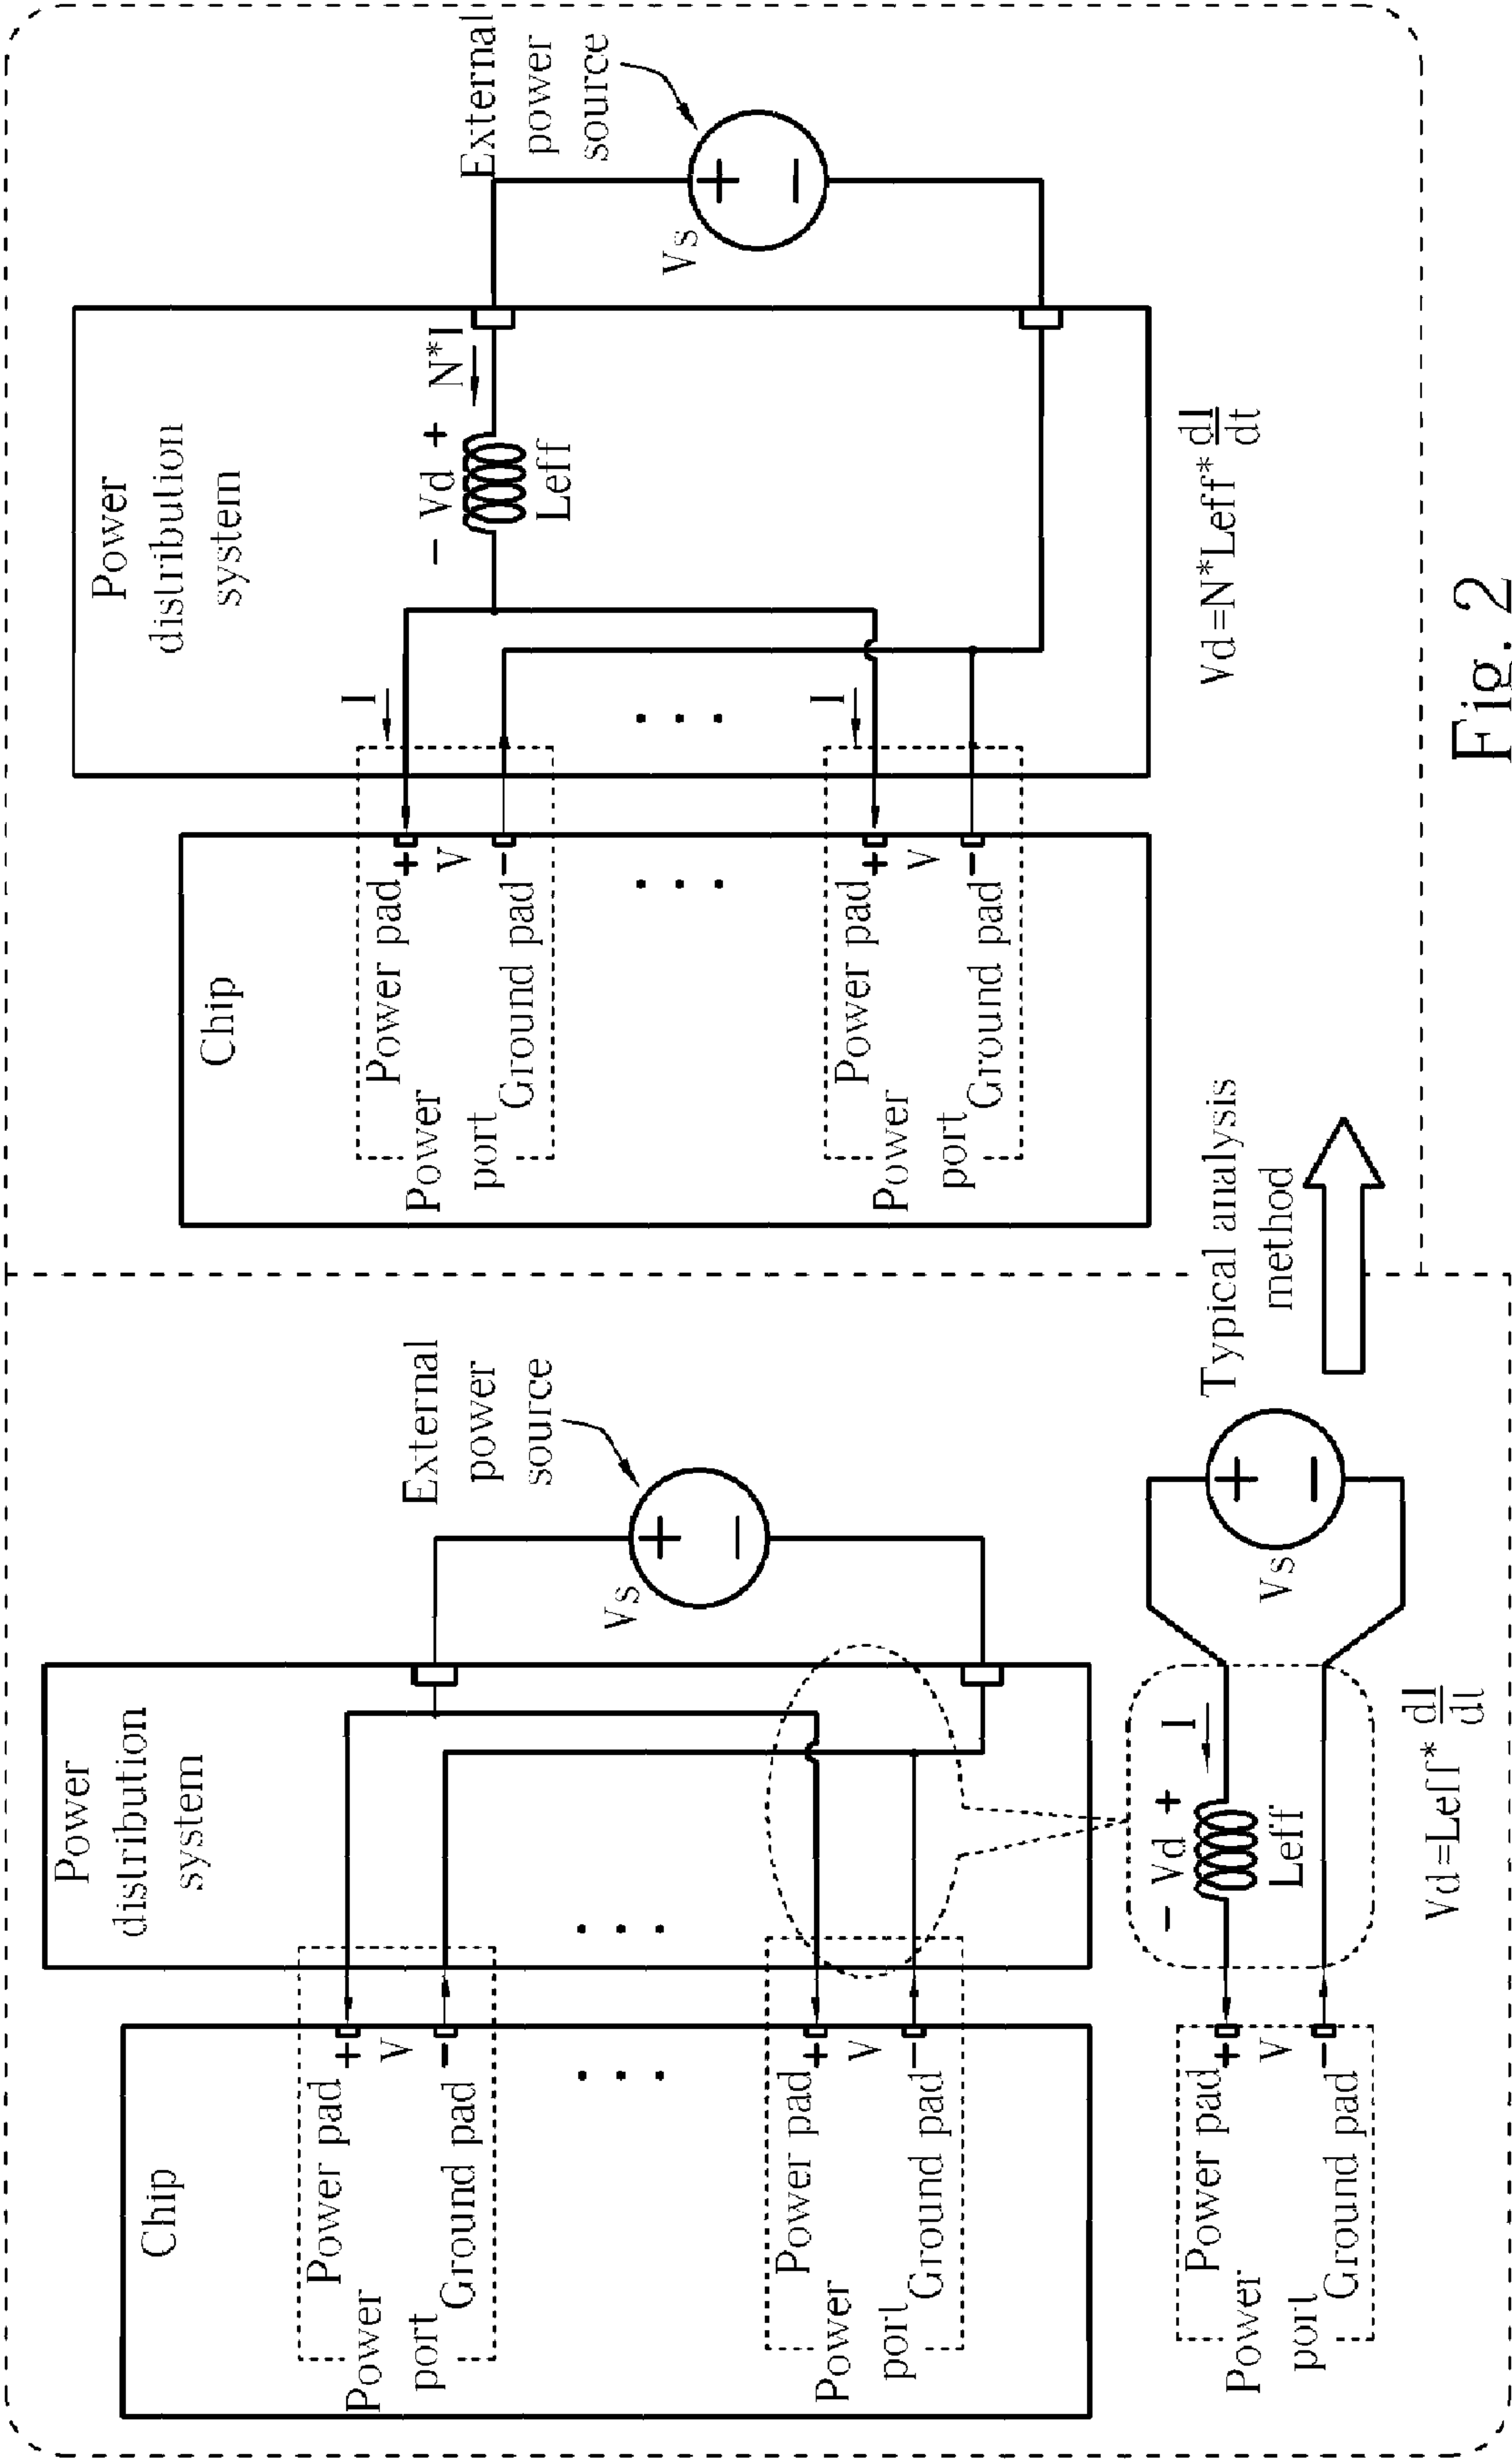 Chip
Power pad
+
V
-
Ground pad
Power
port
. . .
. . .
Power pad
+
V
-
Ground pad
Power
port
Power
distribution
system
External
power
source
Vs
+
-
Power pad
+
V
-
Ground pad
Power
port
- Vd +
I
Leff
Vs
+
-
Vd=Leff* dI
dt
Typical analysis
method
Chip
Power pad
+
V
-
Ground pad
Power
port
. . .
. . .
Power pad
+
V
-
Ground pad
Power
port
Power
distribution
system
I
I
- Vd +
N*I
Leff
External
power
source
Vs
+
-
Vd=N*Leff* dI
dt
Fig. 2